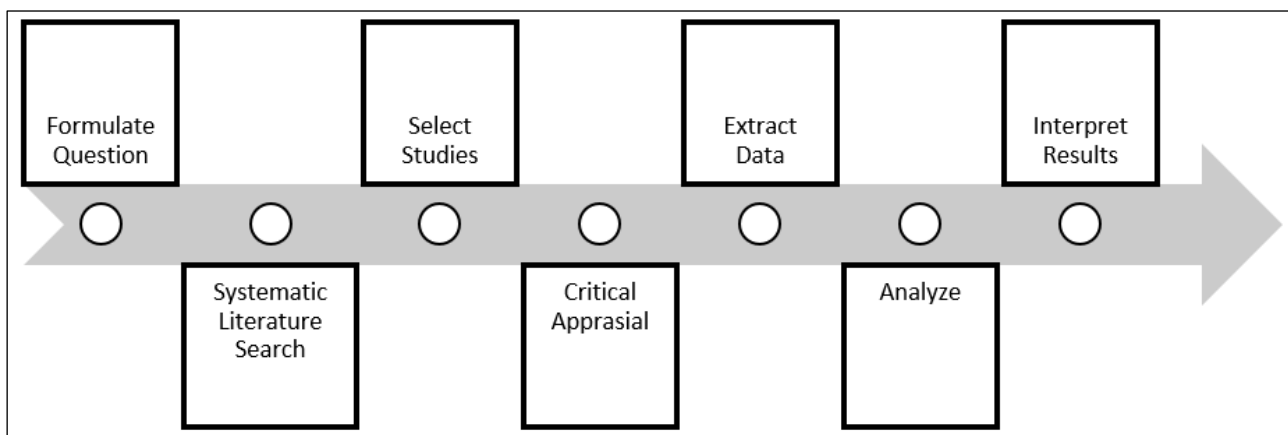 Formulate
Question
Systematic
Literature
Search
Select
Studies
Critical
Apprasial
Extract
Data
Analyze
Interpret
Results